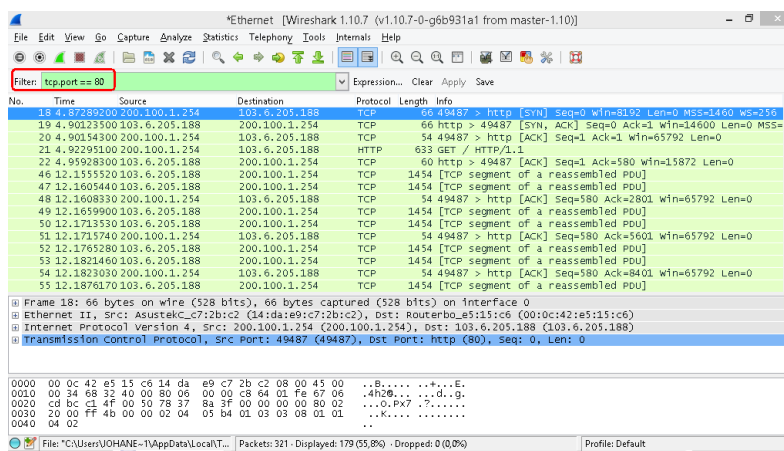 *Ethernet [Wireshark 1.10.7 (v1.10.7-0-g6b931a1 from master-1.10)]
File Edit View Go Capture Analyze Statistics Telephony Tools Internals Help
Filter: tcp.port == 80 Expression... Clear Apply Save
No. Time Source Destination Protocol Length Info
18 4.87289200 200.100.1.254 103.6.205.188 TCP 66 49487 > http [SYN] Seq=0 Win=8192 Len=0 MSS=1460 WS=256
19 4.90123500 103.6.205.188 200.100.1.254 TCP 66 http > 49487 [SYN, ACK] Seq=0 Ack=1 Win=14600 Len=0 MSS=
20 4.90154300 200.100.1.254 103.6.205.188 TCP 54 49487 > http [ACK] Seq=1 Ack=1 Win=65792 Len=0
21 4.92295100 200.100.1.254 103.6.205.188 HTTP 633 GET / HTTP/1.1
22 4.95928300 103.6.205.188 200.100.1.254 TCP 60 http > 49487 [ACK] Seq=1 Ack=580 Win=15872 Len=0
46 12.1555520 103.6.205.188 200.100.1.254 TCP 1454 [TCP segment of a reassembled PDU]
47 12.1605440 103.6.205.188 200.100.1.254 TCP 1454 [TCP segment of a reassembled PDU]
48 12.1608330 200.100.1.254 103.6.205.188 TCP 54 49487 > http [ACK] Seq=580 Ack=2801 Win=65792 Len=0
49 12.1659900 103.6.205.188 200.100.1.254 TCP 1454 [TCP segment of a reassembled PDU]
50 12.1713530 103.6.205.188 200.100.1.254 TCP 1454 [TCP segment of a reassembled PDU]
51 12.1715740 200.100.1.254 103.6.205.188 TCP 54 49487 > http [ACK] Seq=580 Ack=5601 Win=65792 Len=0
52 12.1765280 103.6.205.188 200.100.1.254 TCP 1454 [TCP segment of a reassembled PDU]
53 12.1821460 103.6.205.188 200.100.1.254 TCP 1454 [TCP segment of a reassembled PDU]
54 12.1823030 200.100.1.254 103.6.205.188 TCP 54 49487 > http [ACK] Seq=580 Ack=8401 Win=65792 Len=0
55 12.1876170 103.6.205.188 200.100.1.254 TCP 1454 [TCP segment of a reassembled PDU]
Frame 18: 66 bytes on wire (528 bits), 66 bytes captured (528 bits) on interface 0
Ethernet II, Src: AsustekC_c7:2b:c2 (14:da:e9:c7:2b:c2), Dst: Routerbo_e5:15:c6 (00:0c:42:e5:15:c6)
Internet Protocol Version 4, Src: 200.100.1.254 (200.100.1.254), Dst: 103.6.205.188 (103.6.205.188)
Transmission Control Protocol, Src Port: 49487 (49487), Dst Port: http (80), Seq: 0, Len: 0
0000 00 0c 42 e5 15 c6 14 da e9 c7 2b c2 08 00 45 00 ..B..... ..+...E.
0010 00 34 68 32 40 00 80 06 00 00 c8 64 01 fe 67 06 .4h2@... ...d..g.
0020 cd bc c1 4f 00 50 78 37 8a 3f 00 00 00 00 80 02 ...O.Px7 .?......
0030 20 00 ff 4b 00 00 02 04 05 b4 01 03 03 08 01 01 ..K.... ........
0040 04 02 ..
File: "C:\Users\JOHANE~1\AppData\Local\T... Packets: 321 · Displayed: 179 (55,8%) · Dropped: 0 (0,0%) Profile: Default